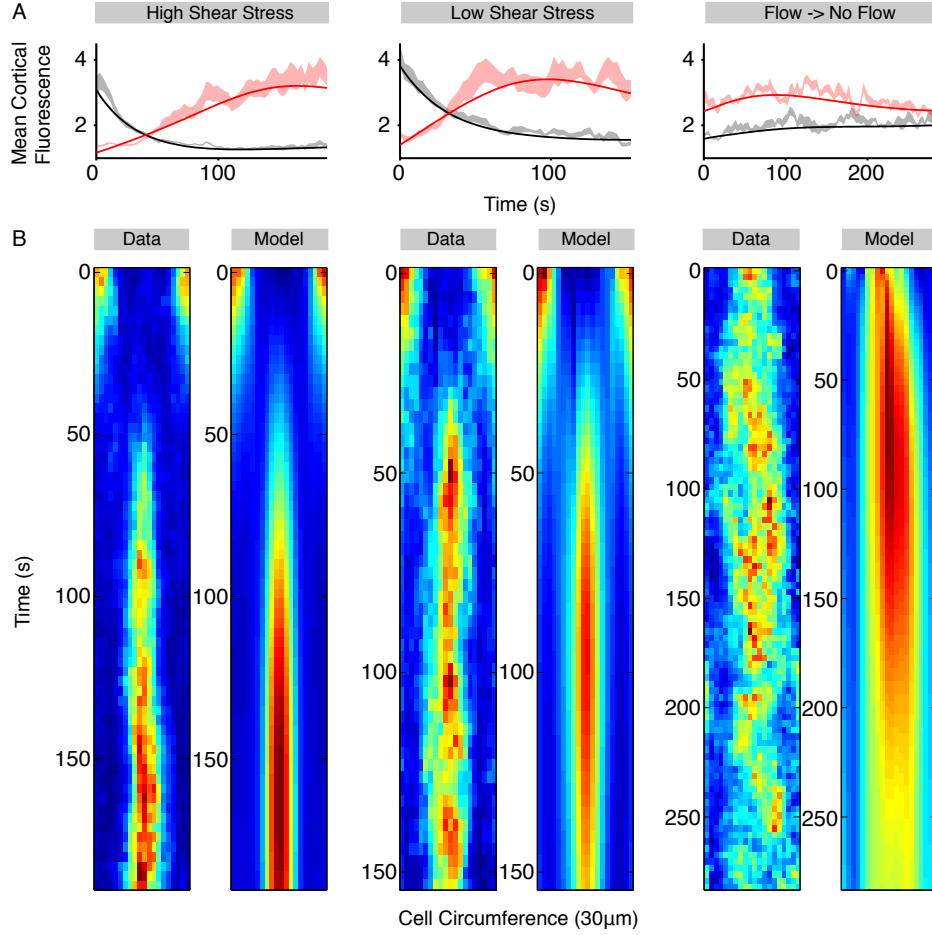 A
High Shear Stress
Low Shear Stress
Flow -> No Flow
Mean Cortical
Fluorescence
4
2
0
100
4
2
0
100
4
2
0
100
200
Time (s)
B
Data
Model
Data
Model
Data
Model
Time (s)
0
50
100
150
0
50
100
150
0
50
100
150
0
50
100
150
0
50
100
150
200
250
0
50
100
150
200
250
Cell Circumference (30μm)